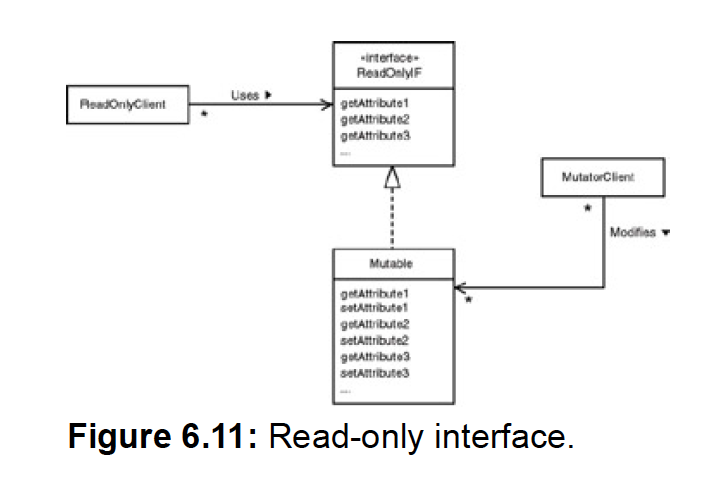 «interface»
ReadOnlyIF
ReadOnlyClient
Uses
*
getAttribute1
getAttribute2
getAttribute3
...
MutatorClient
*
Modifies
Mutable
*
getAttribute1
setAttribute1
getAttribute2
setAttribute2
getAttribute3
setAttribute3
...
Figure 6.11: Read-only interface.